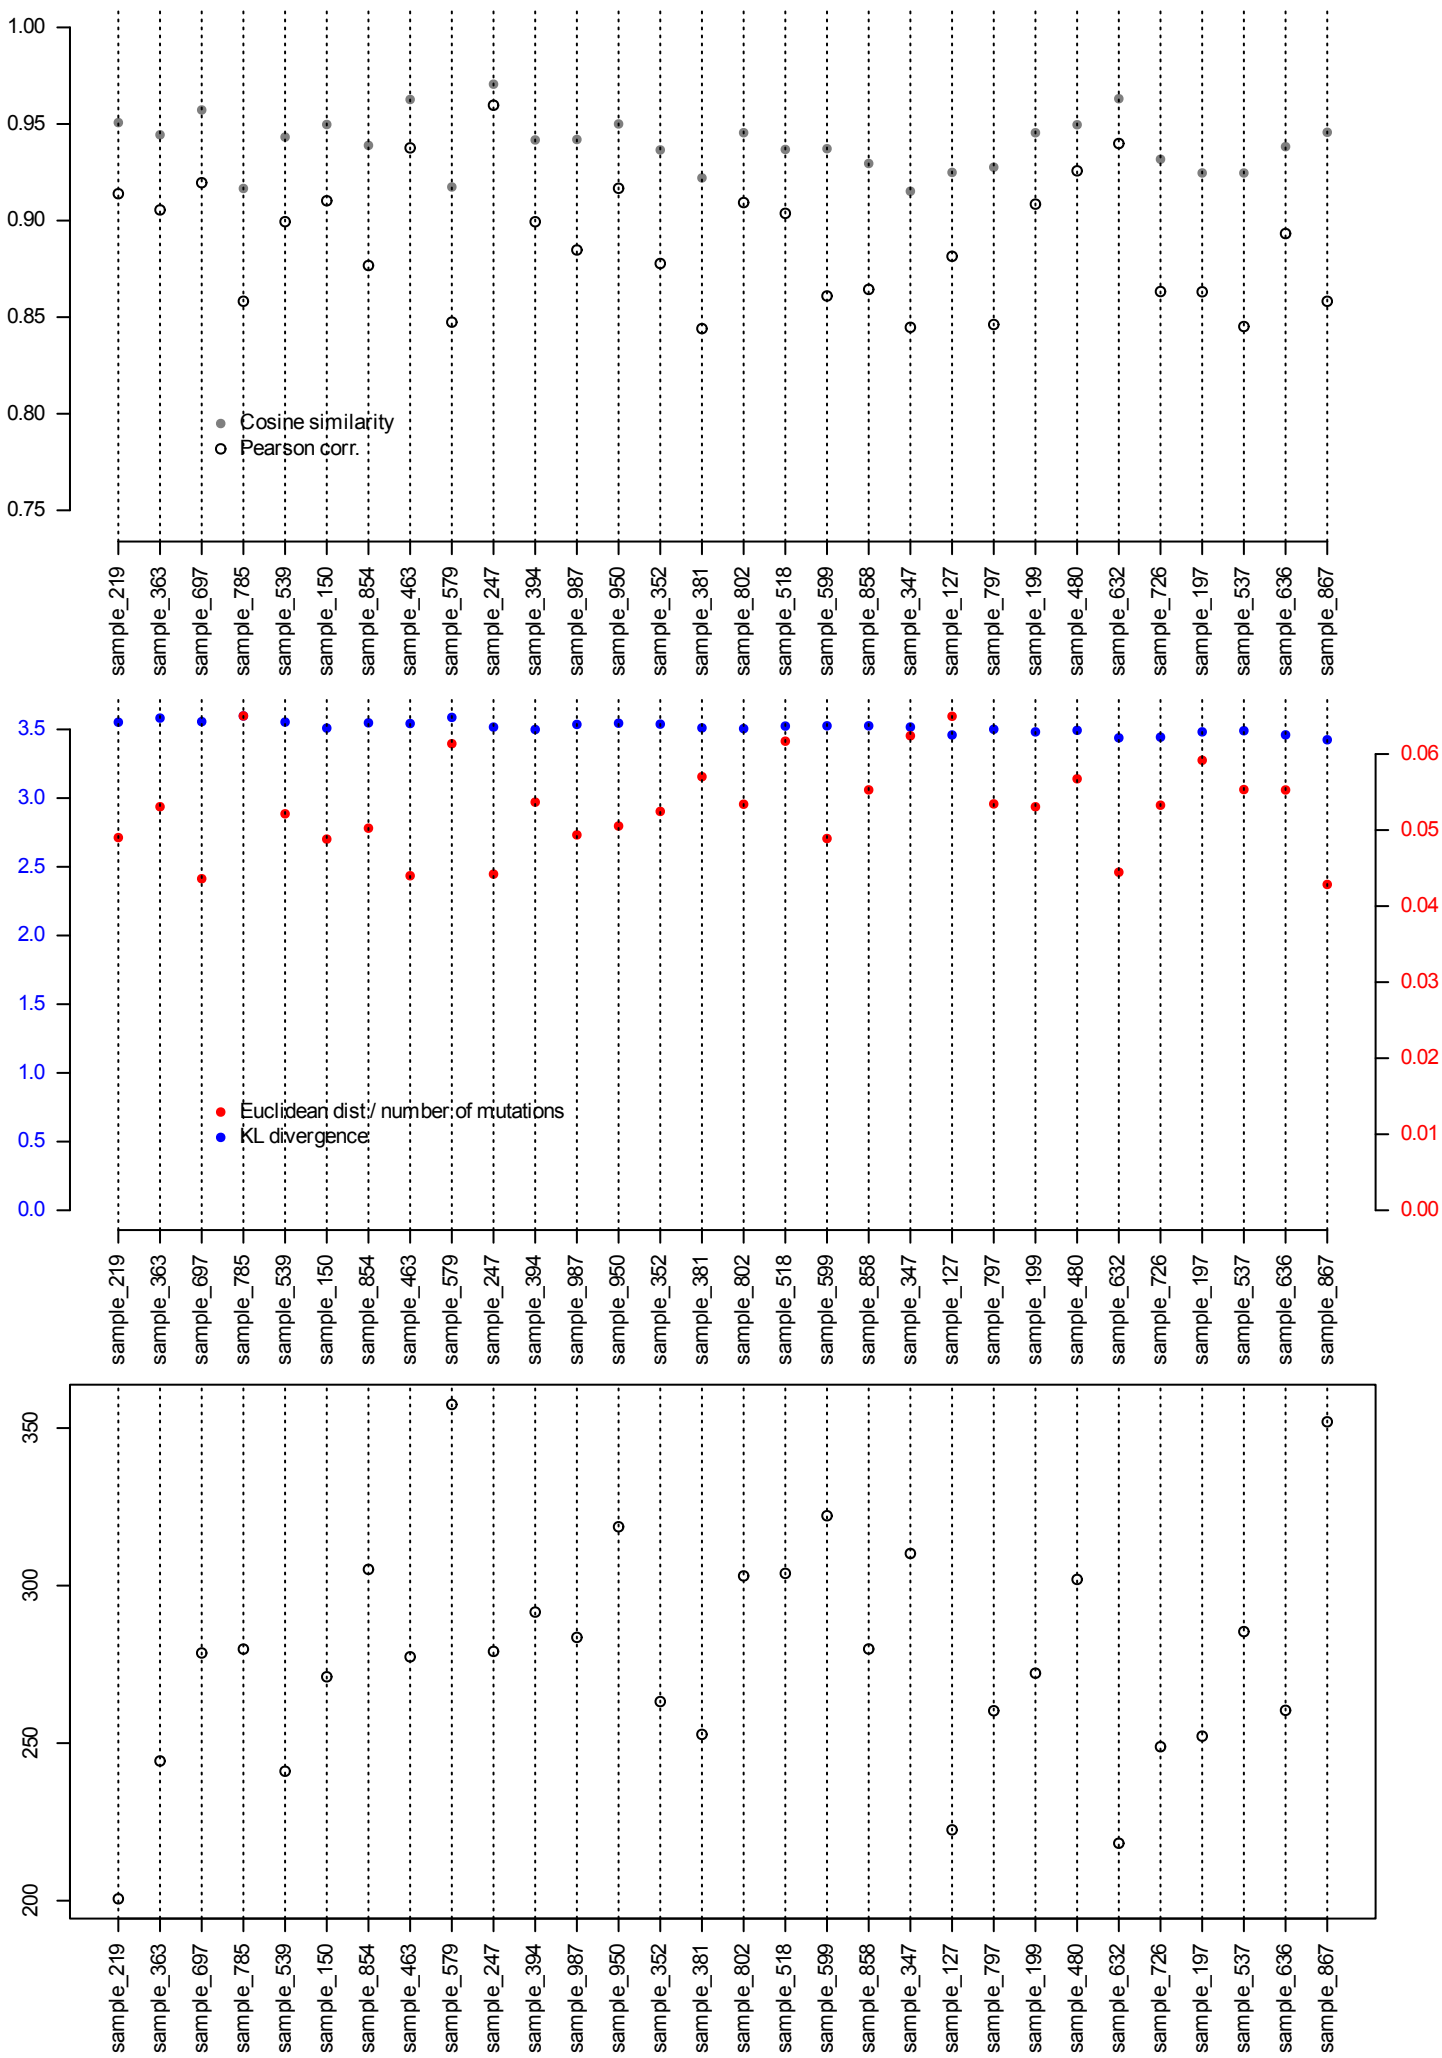 1.00
0.95
0.90
0.85
0.80
0.75
Cosine similarity
Pearson corr.
sample_219
sample_363
sample_697
sample_785
sample_539
sample_150
sample_854
sample_463
sample_579
sample_247
sample_394
sample_987
sample_950
sample_352
sample_381
sample_802
sample_518
sample_599
sample_858
sample_347
sample_127
sample_797
sample_199
sample_480
sample_632
sample_726
sample_197
sample_537
sample_636
sample_867
3.5
3.0
2.5
2.0
1.5
1.0
0.5
0.0
Euclidean dist./ number of mutations
KL divergence
0.06
0.05
0.04
0.03
0.02
0.01
0.00
sample_219
sample_363
sample_697
sample_785
sample_539
sample_150
sample_854
sample_463
sample_579
sample_247
sample_394
sample_987
sample_950
sample_352
sample_381
sample_802
sample_518
sample_599
sample_858
sample_347
sample_127
sample_797
sample_199
sample_480
sample_632
sample_726
sample_197
sample_537
sample_636
sample_867
350
300
250
200
sample_219
sample_363
sample_697
sample_785
sample_539
sample_150
sample_854
sample_463
sample_579
sample_247
sample_394
sample_987
sample_950
sample_352
sample_381
sample_802
sample_518
sample_599
sample_858
sample_347
sample_127
sample_797
sample_199
sample_480
sample_632
sample_726
sample_197
sample_537
sample_636
sample_867